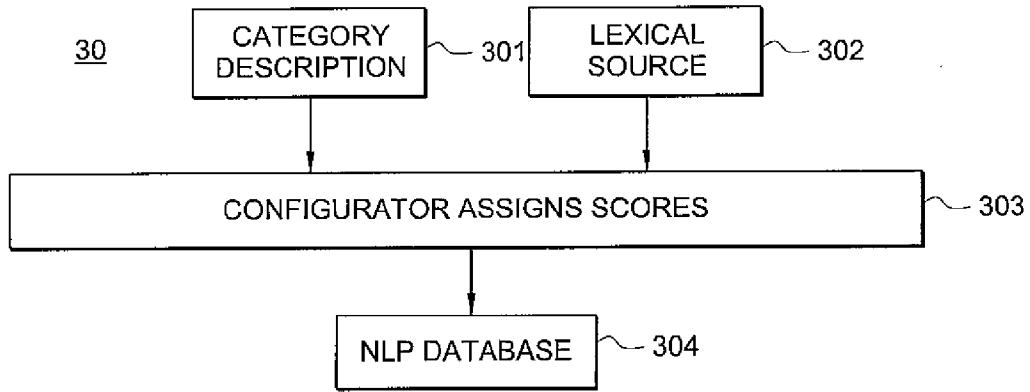 30
CATEGORY
DESCRIPTION
301
LEXICAL
SOURCE
302
CONFIGURATOR ASSIGNS SCORES
303
NLP DATABASE
304